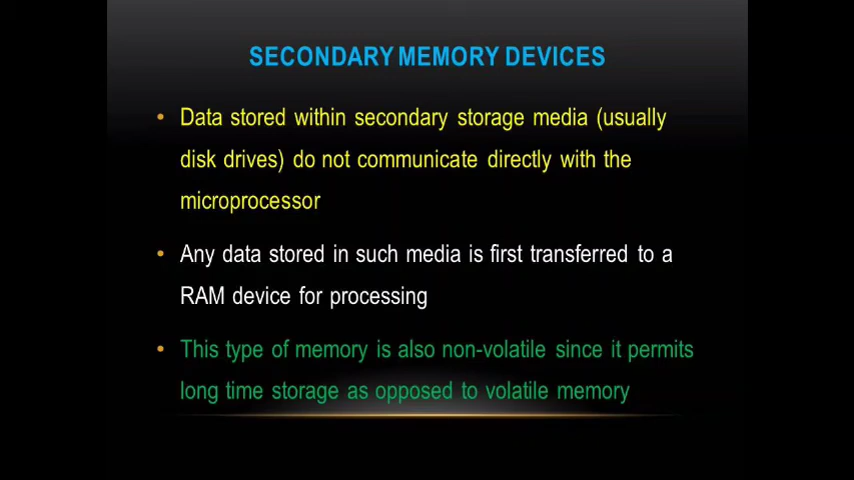 SECONDARY MEMORY DEVICES
• Data stored within secondary storage media (usually
disk drives) do not communicate directly with the
microprocessor
• Any data stored in such media is first transferred to a
RAM device for processing
• This type of memory is also non-volatile since it permits
long time storage as opposed to volatile memory